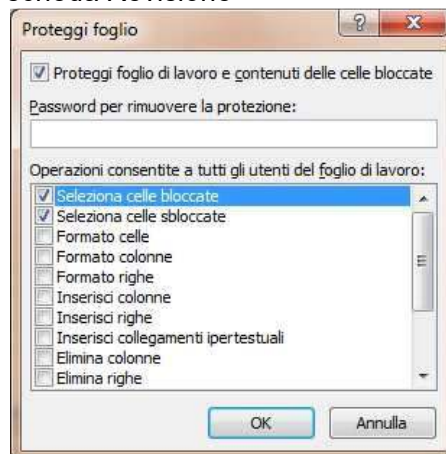 scheda Revisione
Proteggi foglio
Proteggi foglio di lavoro e contenuti delle celle bloccate
Password per rimuovere la protezione:
Operazioni consentite a tutti gli utenti del foglio di lavoro:
Seleziona celle bloccate
Seleziona celle sbloccate
Formato celle
Formato colonne
Formato righe
Inserisci colonne
Inserisci righe
Inserisci collegamenti ipertestuali
Elimina colonne
Elimina righe
OK Annulla